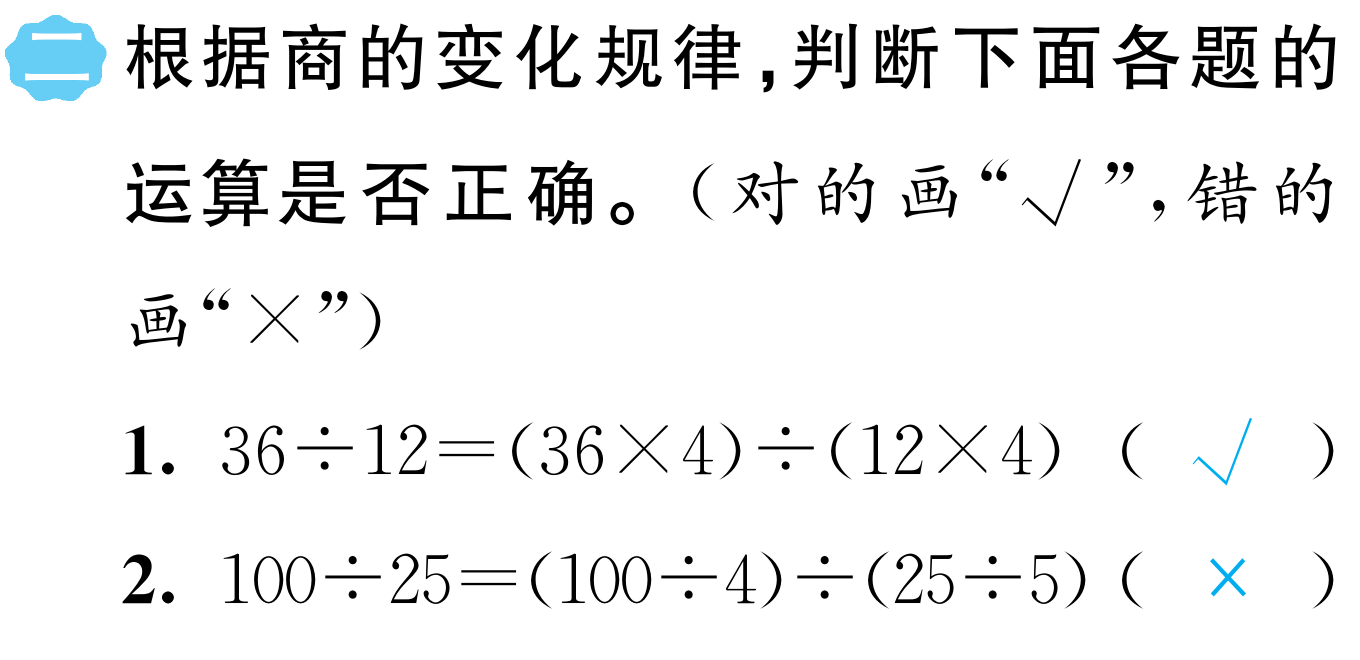 二 根据商的变化规律,判断下面各题的
运算是否正确。(对的画“√”,错的
画“×”)
1. 36÷12=(36×4)÷(12×4) ( √ )
2. 100÷25=(100÷4)÷(25÷5) ( × )